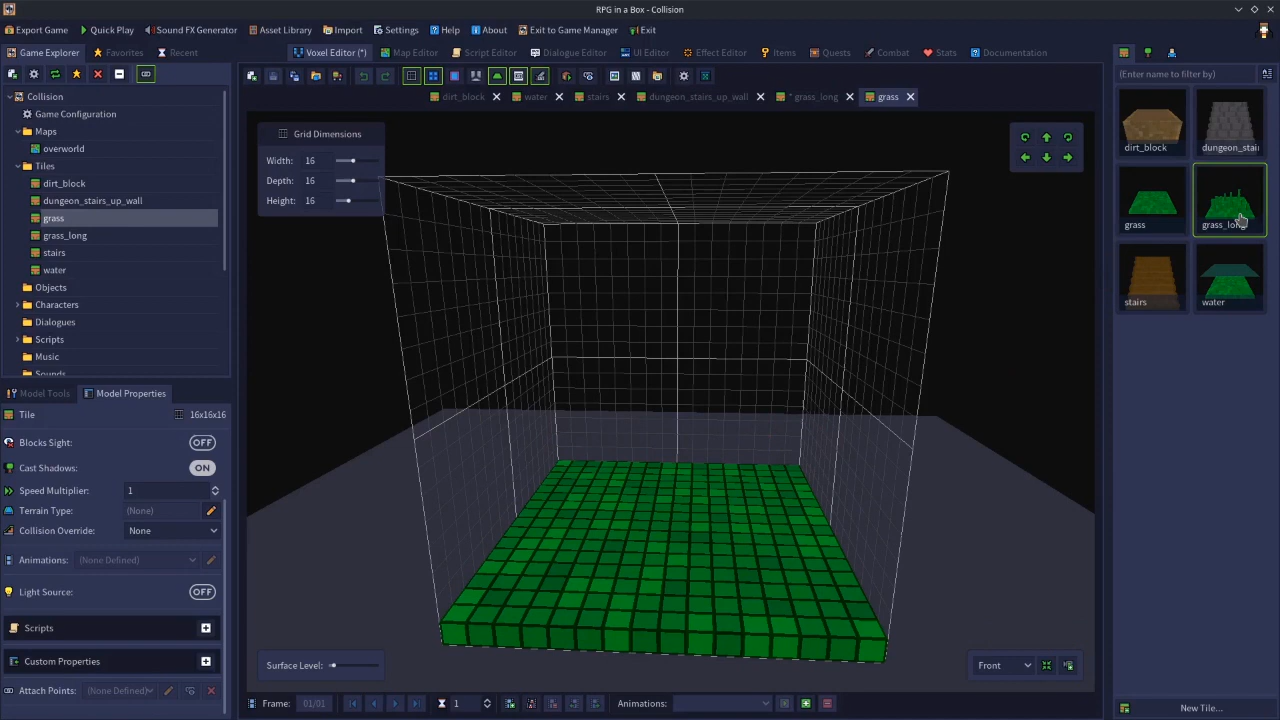 RPG in a Box - Collision
Export Game Quick Play Sound FX Generator Asset Library Import Settings Help About Exit to Game Manager Exit
Game Explorer Favorites Recent Voxel Editor (*) Map Editor Script Editor Dialogue Editor UI Editor Effect Editor Items Quests Combat Stats Documentation
(Enter name to filter by)
dirt_block water stairs dungeon_stairs_up_wall * grass_long grass
Collision
Game Configuration
Maps
overworld
Tiles
dirt_block
dungeon_stairs_up_wall
grass
grass_long
stairs
water
Objects
Characters
Dialogues
Scripts
Music
Sounds
Model Tools Model Properties
Tile 16x16x16
Blocks Sight: OFF
Cast Shadows: ON
Speed Multiplier: 1
Terrain Type: (None)
Collision Override: None
Animations: (None Defined)
Light Source: OFF
Scripts
Custom Properties
Attach Points: (None Defined)
Grid Dimensions
Width: 16
Depth: 16
Height: 16
Surface Level:
Front
Frame: 01/01 1 Animations:
dirt_block dungeon_stair
grass grass_long
stairs water
New Tile...